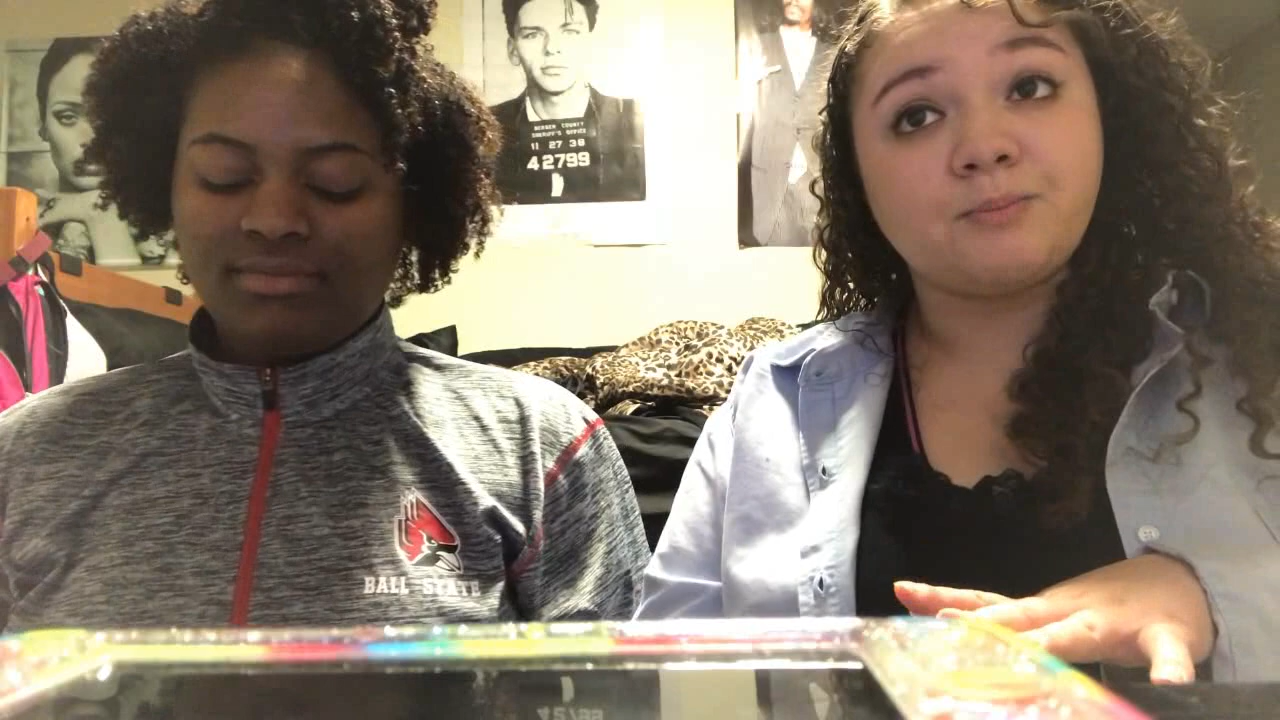 BERGEN COUNTY
SHERIFF'S OFFICE
11 27 38
42799
BALL STATE